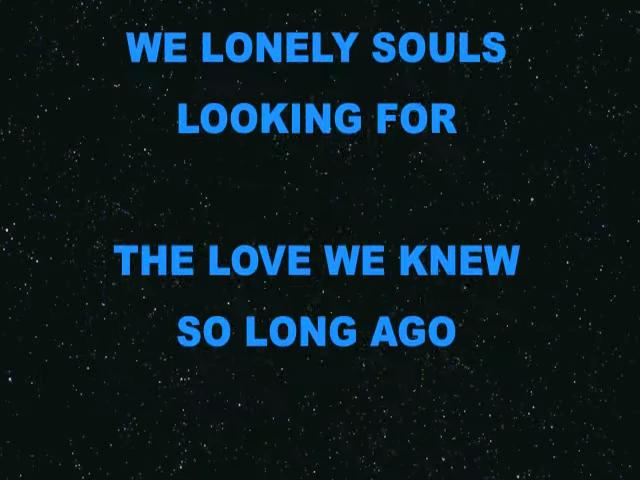 WE LONELY SOULS
LOOKING FOR
THE LOVE WE KNEW
SO LONG AGO